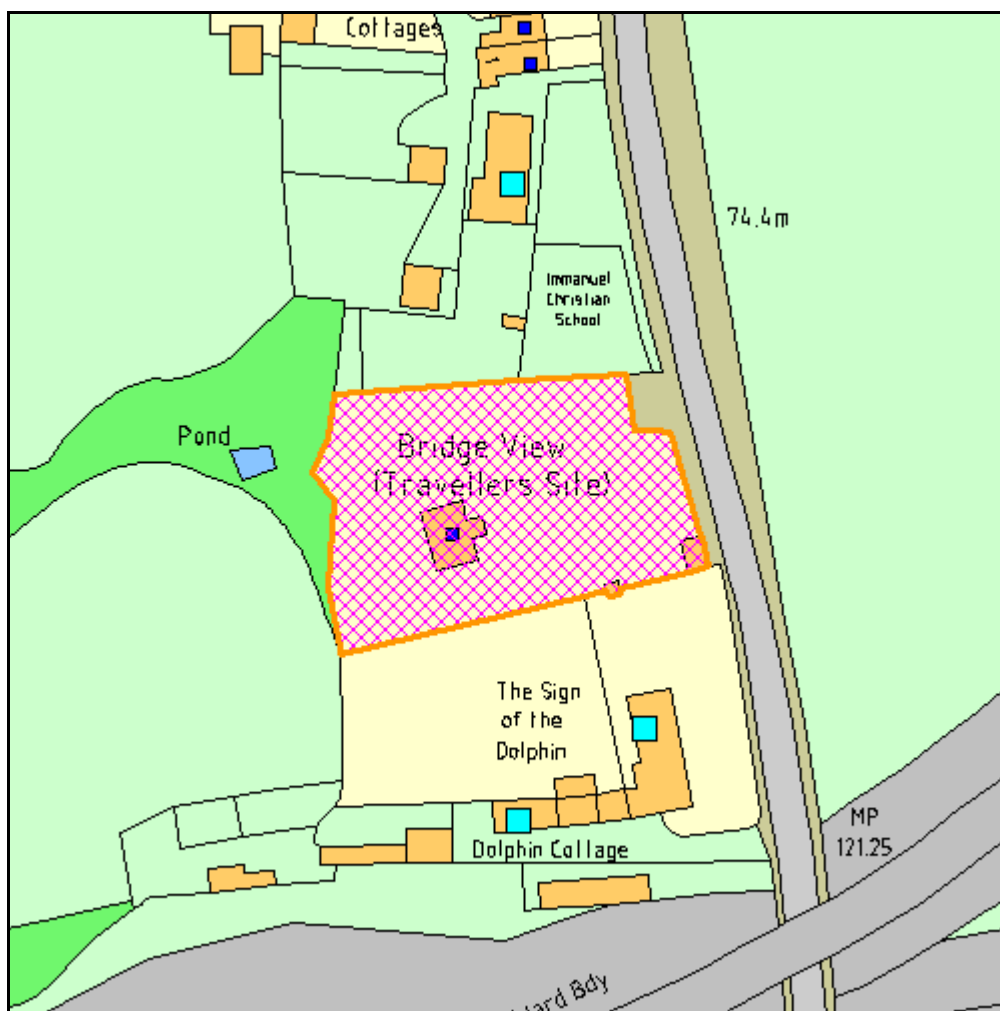 Cottages
74.4m
Immanuel
Christian
School
Pond
Bridge View
(Travellers Site)
The Sign
of the
Dolphin
MP
121.25
Dolphin Cottage
Ward Bdy